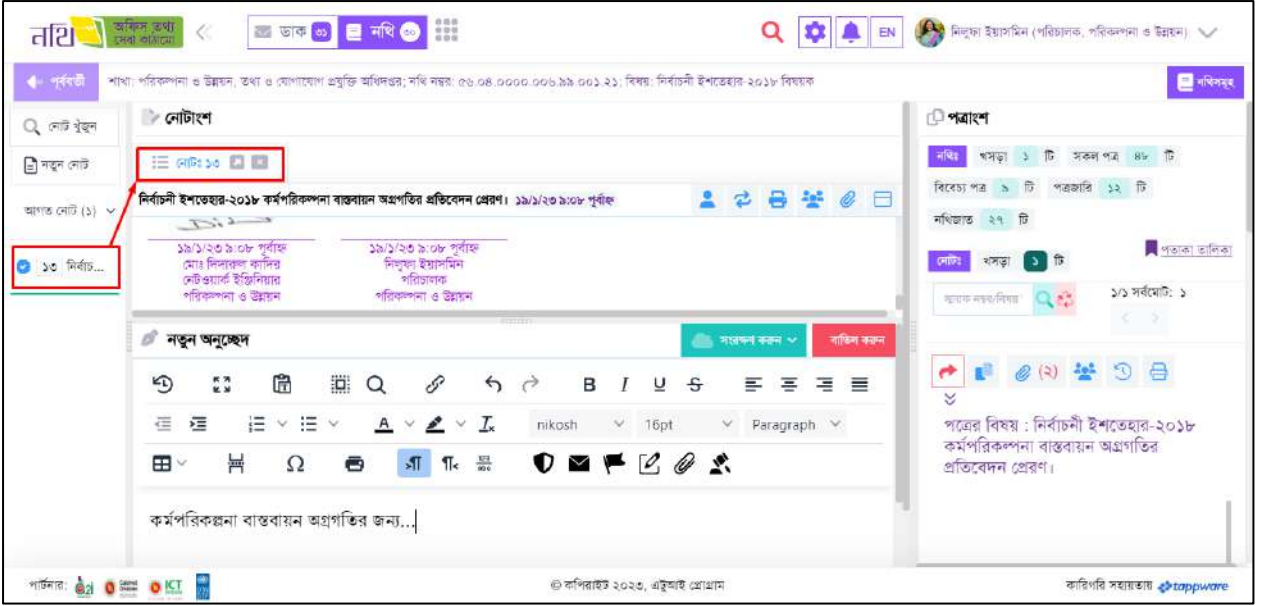 নথি অফিস তথ্য
সেবা কাঠামো
ডাক ৩১ নথি ৩০
EN নিলুফা ইয়াসমিন (পরিচালক, পরিকল্পনা ও উন্নয়ন)
পূর্ববর্তী শাখা: পরিকল্পনা ও উন্নয়ন, তথ্য ও যোগাযোগ প্রযুক্তি অধিদপ্তর; নথি নম্বর: ৫৬.০৪.০০০০.০০৬.৯৯.০০১.২১; বিষয়: নির্বাচনী ইশতেহার-২০১৮ বিষয়ক নথিসমূহ
নোট খুঁজুন
নতুন নোট
আগত নোট (১)
১৩ নির্বাচ...
নোটাংশ
নোটঃ ১৩
নির্বাচনী ইশতেহার-২০১৮ কর্মপরিকল্পনা বাস্তবায়ন অগ্রগতির প্রতিবেদন প্রেরণ। ১৯/১/২৩ ৯:০৮ পূর্বাহ্ন
১৯/১/২৩ ৯:০৮ পূর্বাহ্ন
মোঃ দিদারুল কাদির
নেটওয়ার্ক ইঞ্জিনিয়ার
পরিকল্পনা ও উন্নয়ন
১৯/১/২৩ ৯:০৮ পূর্বাহ্ন
নিলুফা ইয়াসমিন
পরিচালক
পরিকল্পনা ও উন্নয়ন
নতুন অনুচ্ছেদ সংরক্ষণ করুন বাতিল করুন
B I U S
A nikosh 16pt Paragraph
কর্মপরিকল্পনা বাস্তবায়ন অগ্রগতির জন্য...
পত্রাংশ
নথিঃ খসড়া ১ টি সকল পত্র ৪৮ টি
বিবেচ্য পত্র ৯ টি পত্রজারি ১২ টি
নথিজাত ২৭ টি
নোটঃ খসড়া ১ টি পতাকা তালিকা
স্মারক নম্বর/বিষয় ১/১ সর্বমোট: ১
(২)
পত্রের বিষয় : নির্বাচনী ইশতেহার-২০১৮
কর্মপরিকল্পনা বাস্তবায়ন অগ্রগতির
প্রতিবেদন প্রেরণ।
পার্টনার: a2i ICT © কপিরাইট ২০২৩, এটুআই প্রোগ্রাম কারিগরি সহায়তায় tappware